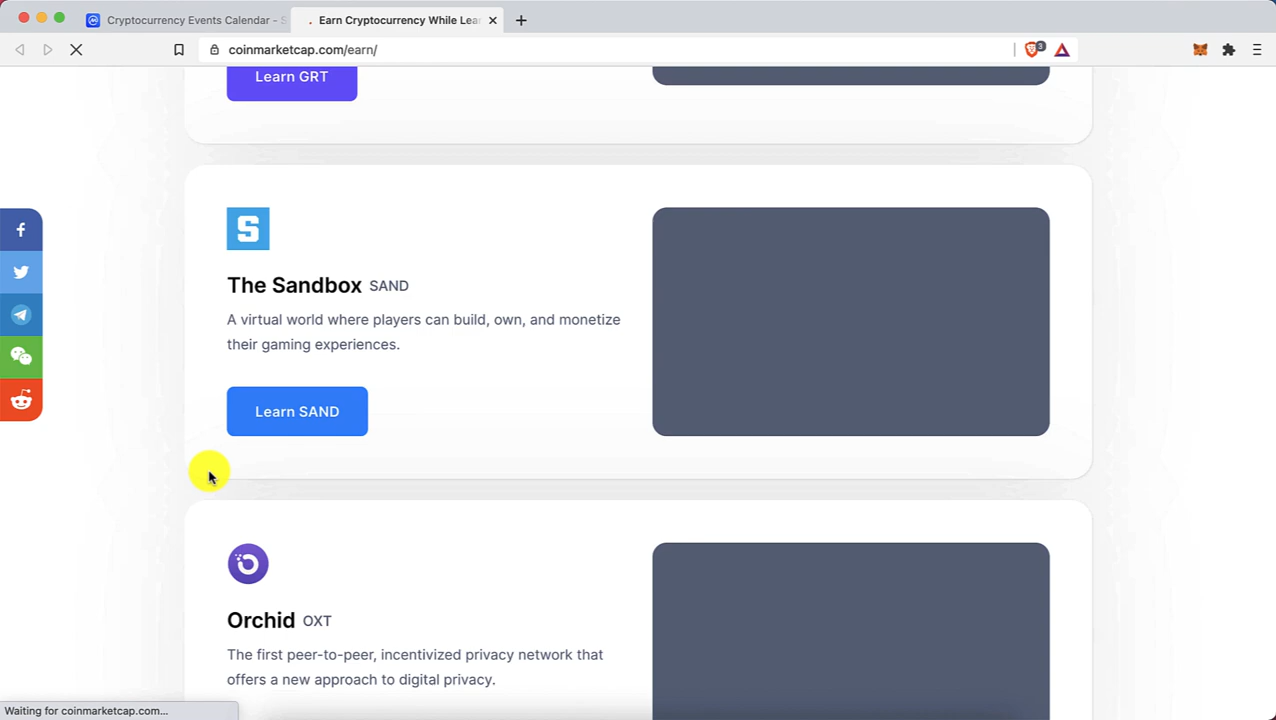 Cryptocurrency Events Calendar - S
Earn Cryptocurrency While Lear
coinmarketcap.com/earn/
3
Learn GRT
S
The Sandbox SAND
A virtual world where players can build, own, and monetize
their gaming experiences.
Learn SAND
Orchid OXT
The first peer-to-peer, incentivized privacy network that
offers a new approach to digital privacy.
Waiting for coinmarketcap.com...